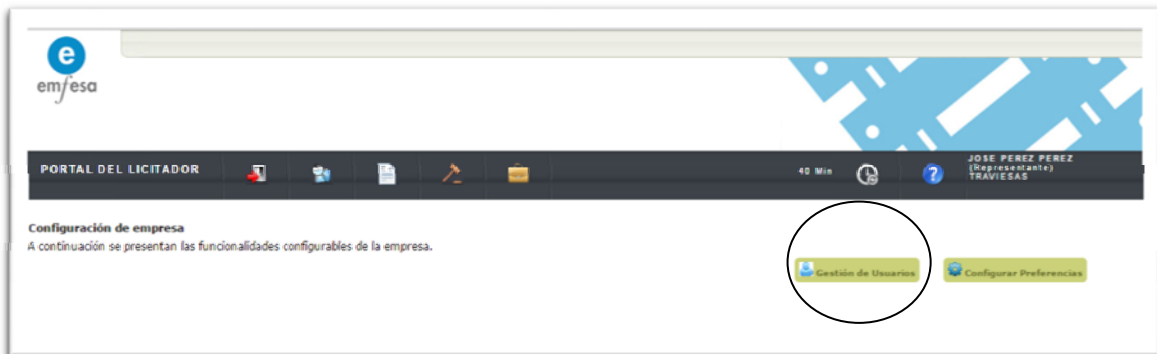 e
emfesa
PORTAL DEL LICITADOR
40 Min
?
JOSE PEREZ PEREZ
(Representante)
TRAVIESAS
Configuración de empresa
A continuación se presentan las funcionalidades configurables de la empresa.
Gestión de Usuarios
Configurar Preferencias